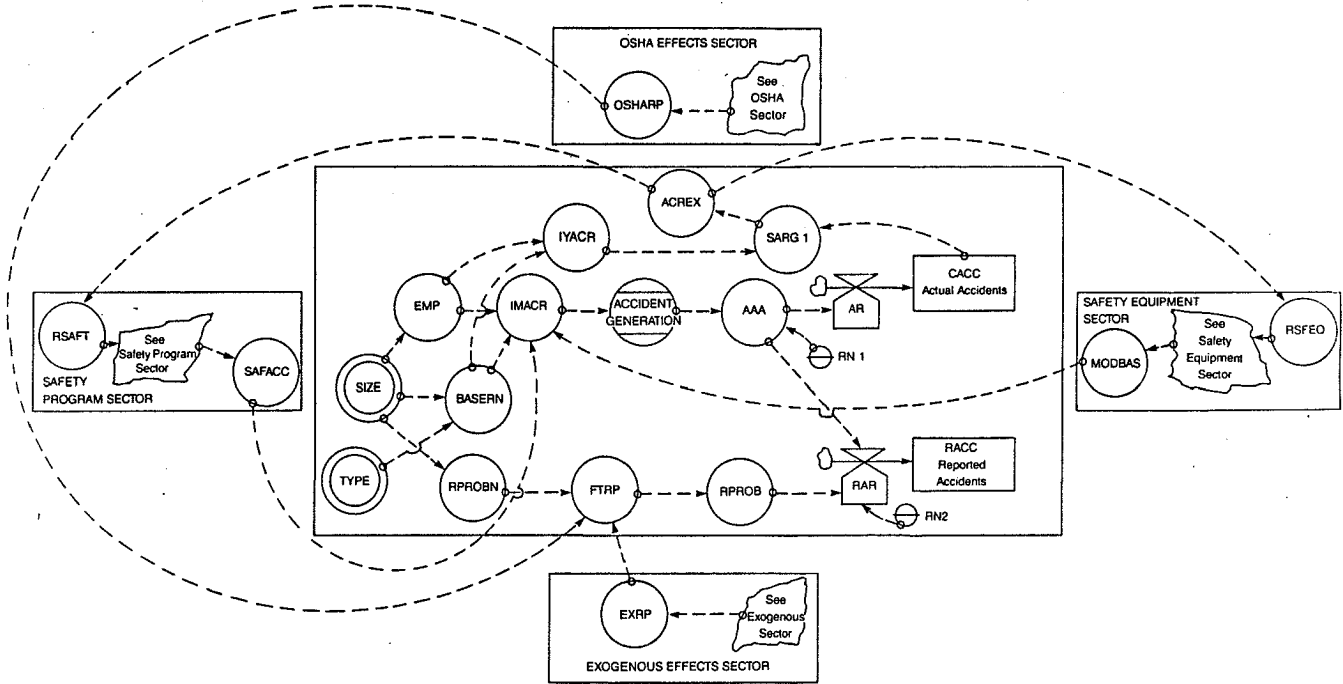 OSHA EFFECTS SECTOR
OSHARP
See
OSHA
Sector
ACREX
IYACR
SARG 1
CACC
Actual Accidents
EMP
IMACR
ACCIDENT
GENERATION
AAA
AR
RN 1
SAFETY EQUIPMENT
SECTOR
See
Safety
Equipment
Sector
RSFEQ
MODBAS
RSAFT
See
Safety Program
Sector
SAFACC
SAFETY
PROGRAM SECTOR
SIZE
BASERN
TYPE
RPROBN
FTRP
RPROB
RAR
RACC
Reported
Accidents
RN2
EXRP
See
Exogenous
Sector
EXOGENOUS EFFECTS SECTOR